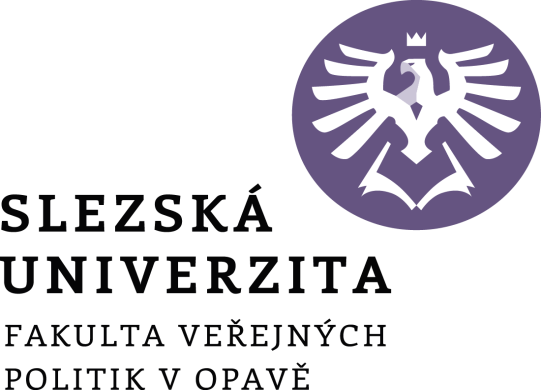 SLEZSKÁ
UNIVERZITA
FAKULTA VEŘEJNÝCH
POLITIK V OPAVĚ